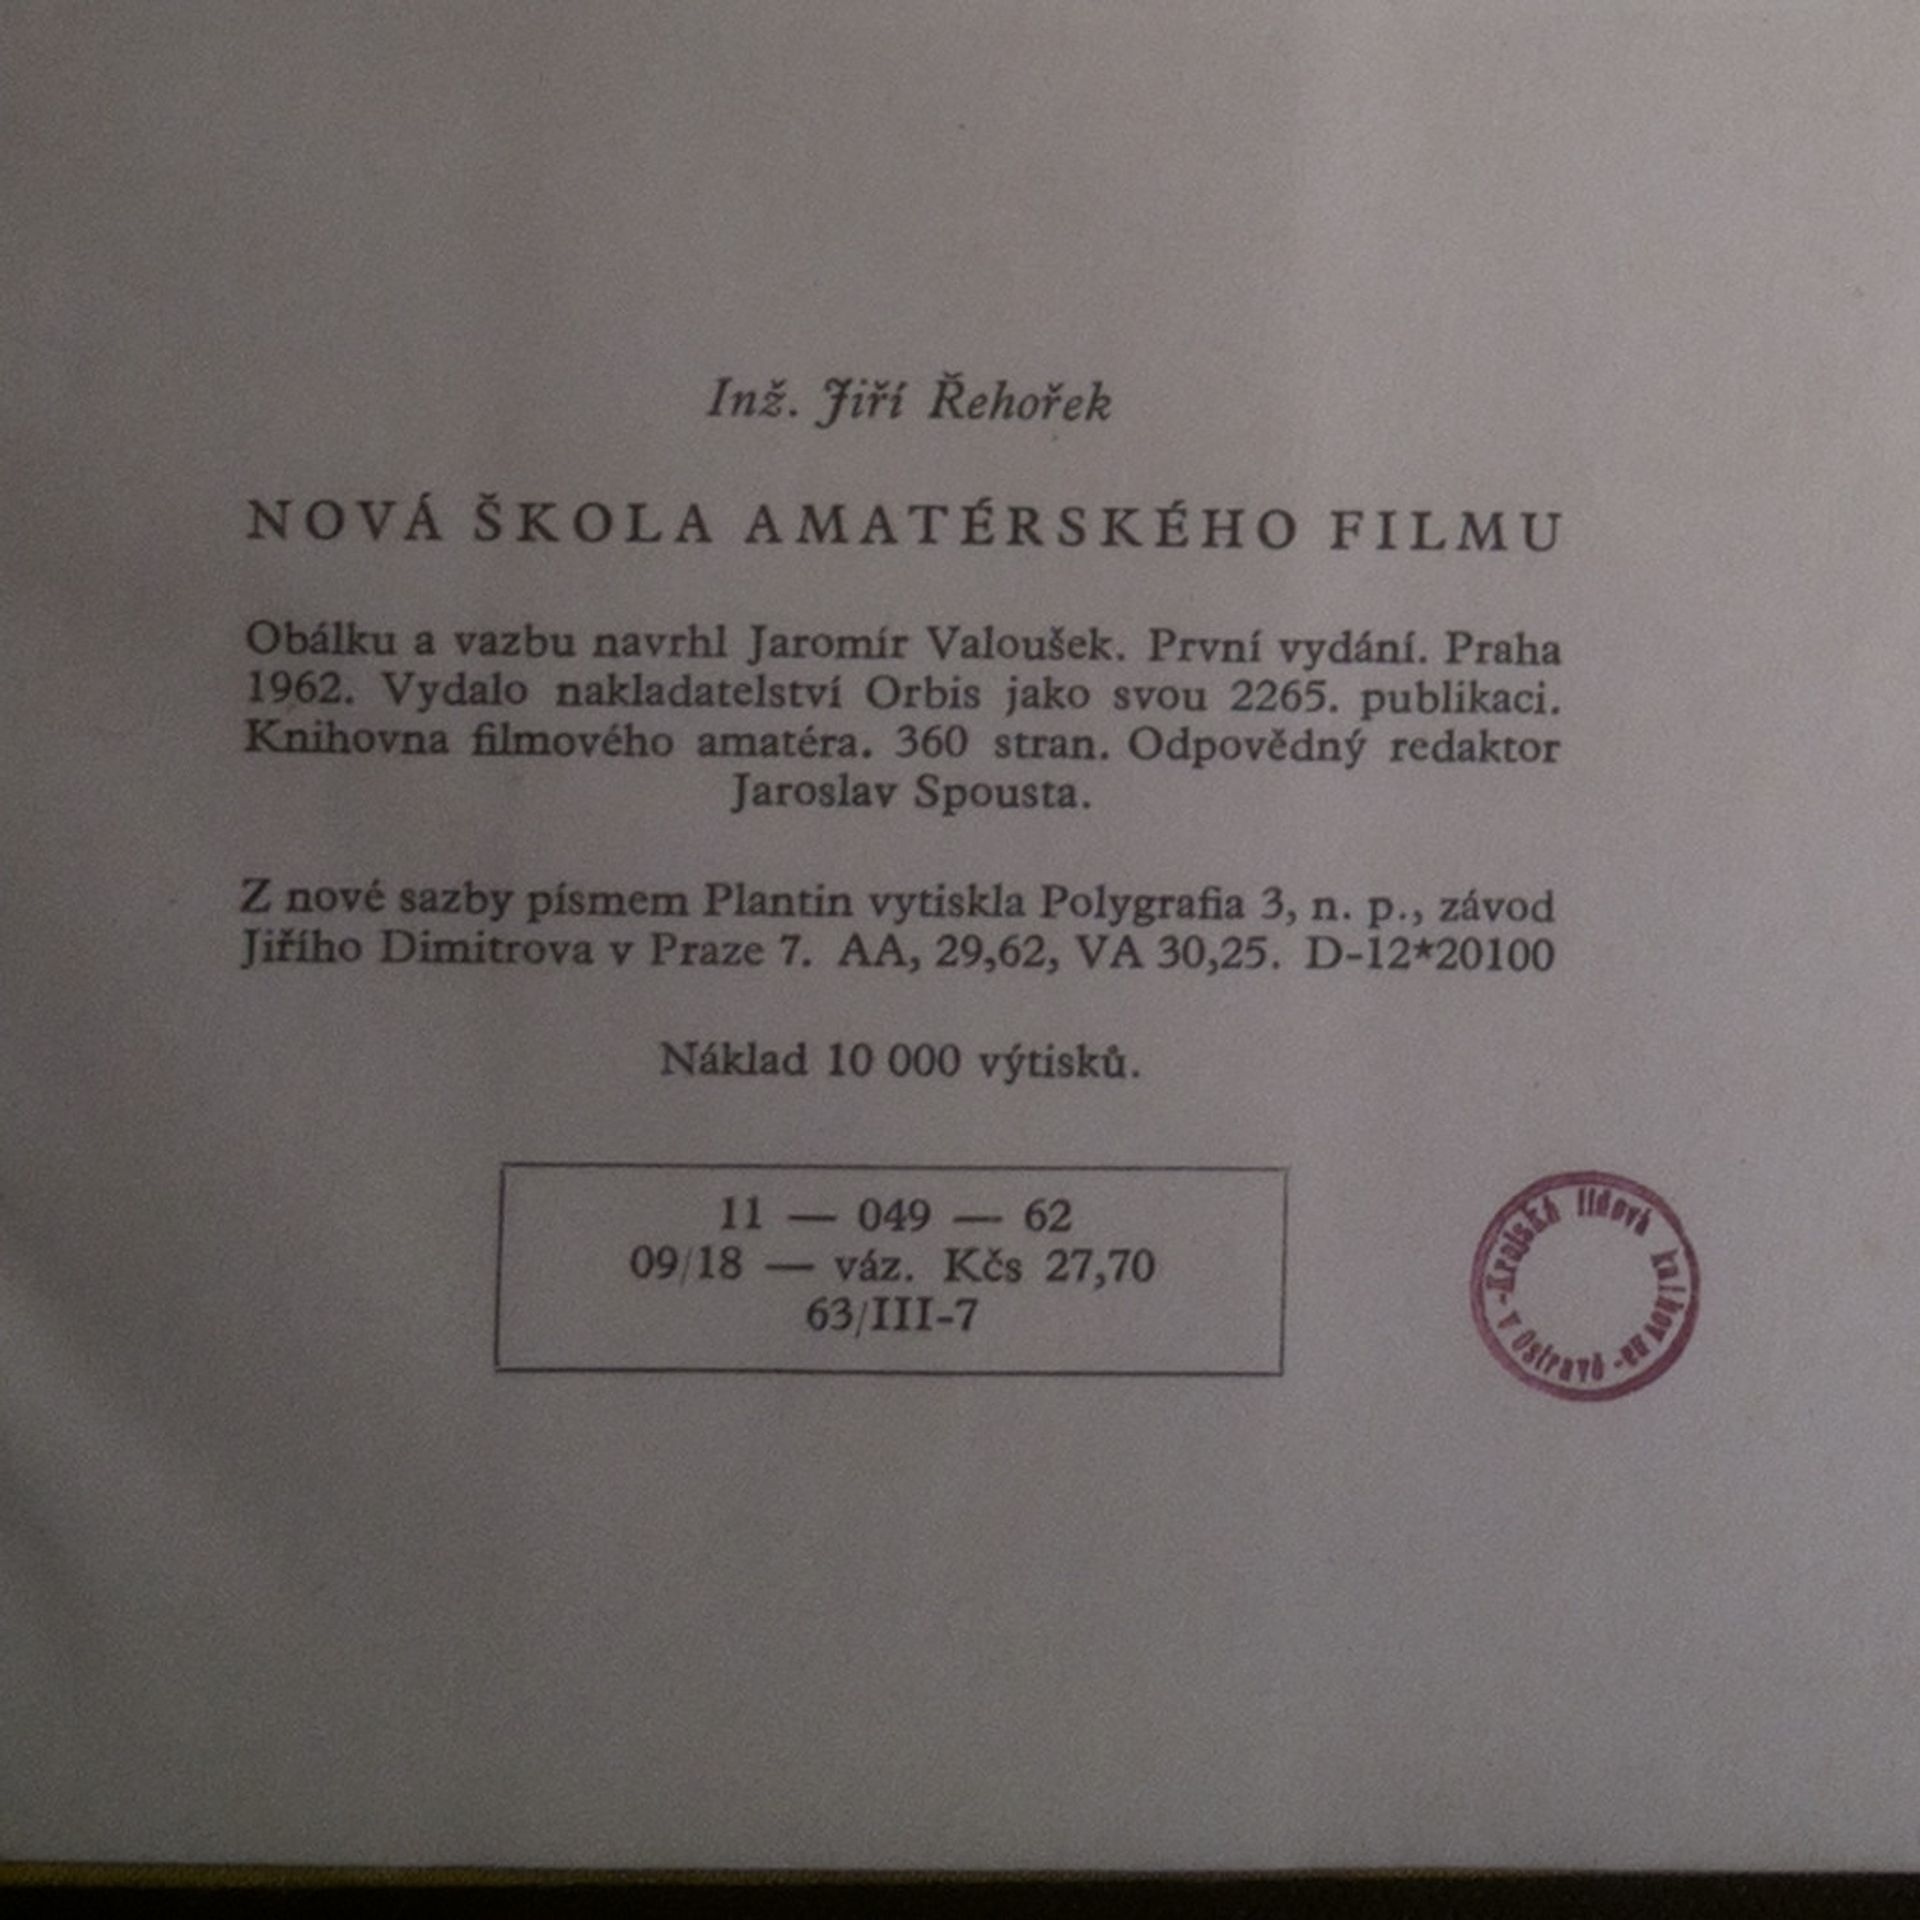 Inž. Jiří Řehořek
NOVÁ ŠKOLA AMATÉRSKÉHO FILMU
Obálku a vazbu navrhl Jaromír Valoušek. První vydání. Praha
1962. Vydalo nakladatelství Orbis jako svou 2265. publikaci.
Knihovna filmového amatéra. 360 stran. Odpovědný redaktor
Jaroslav Spousta.
Z nové sazby písmem Plantin vytiskla Polygrafia 3, n. p., závod
Jiřího Dimitrova v Praze 7. AA, 29,62, VA 30,25. D-12*20100
Náklad 10 000 výtisků.
11 — 049 — 62
09/18 — váz. Kčs 27,70
63/III-7
Krajská lidová knihovna
v Ostravě